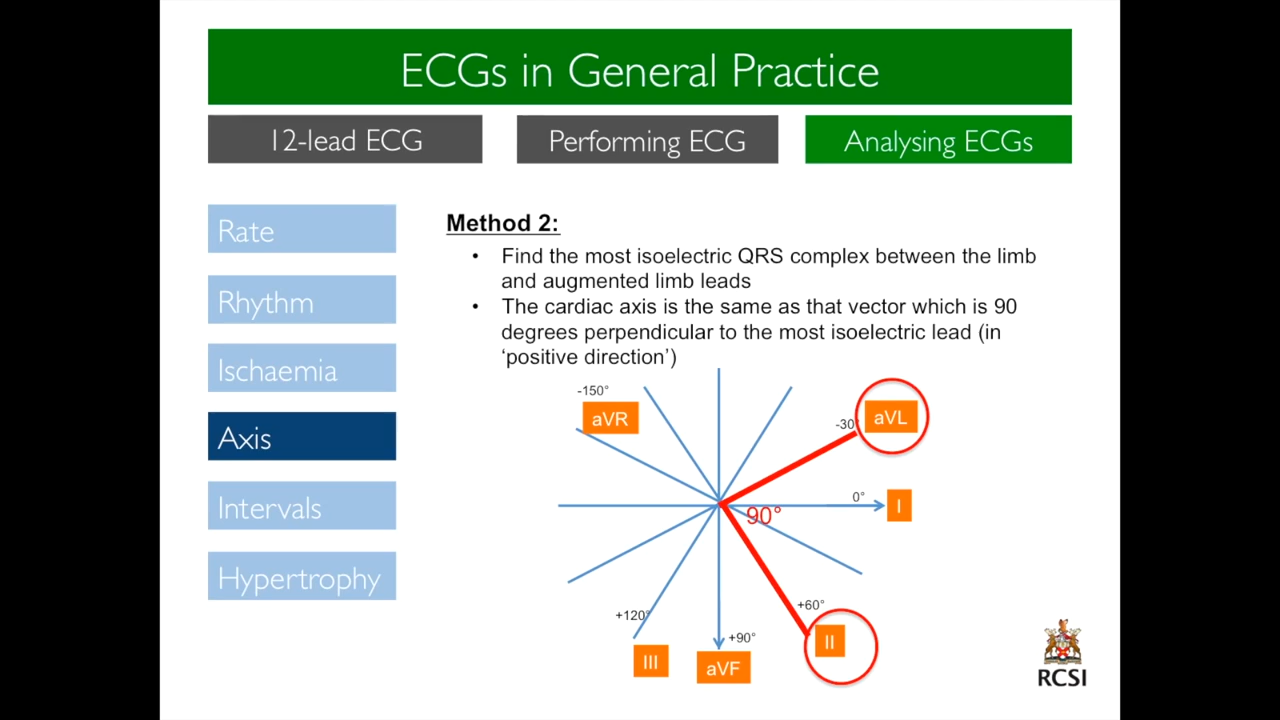 ECGs in General Practice
12-lead ECG
Performing ECG
Analysing ECGs
Rate
Rhythm
Ischaemia
Axis
Intervals
Hypertrophy
Method 2:
• Find the most isoelectric QRS complex between the limb
and augmented limb leads
• The cardiac axis is the same as that vector which is 90
degrees perpendicular to the most isoelectric lead (in
‘positive direction’)
-150°
aVR
-30°
aVL
0°
I
90°
+60°
II
+90°
aVF
+120°
III
RCSI